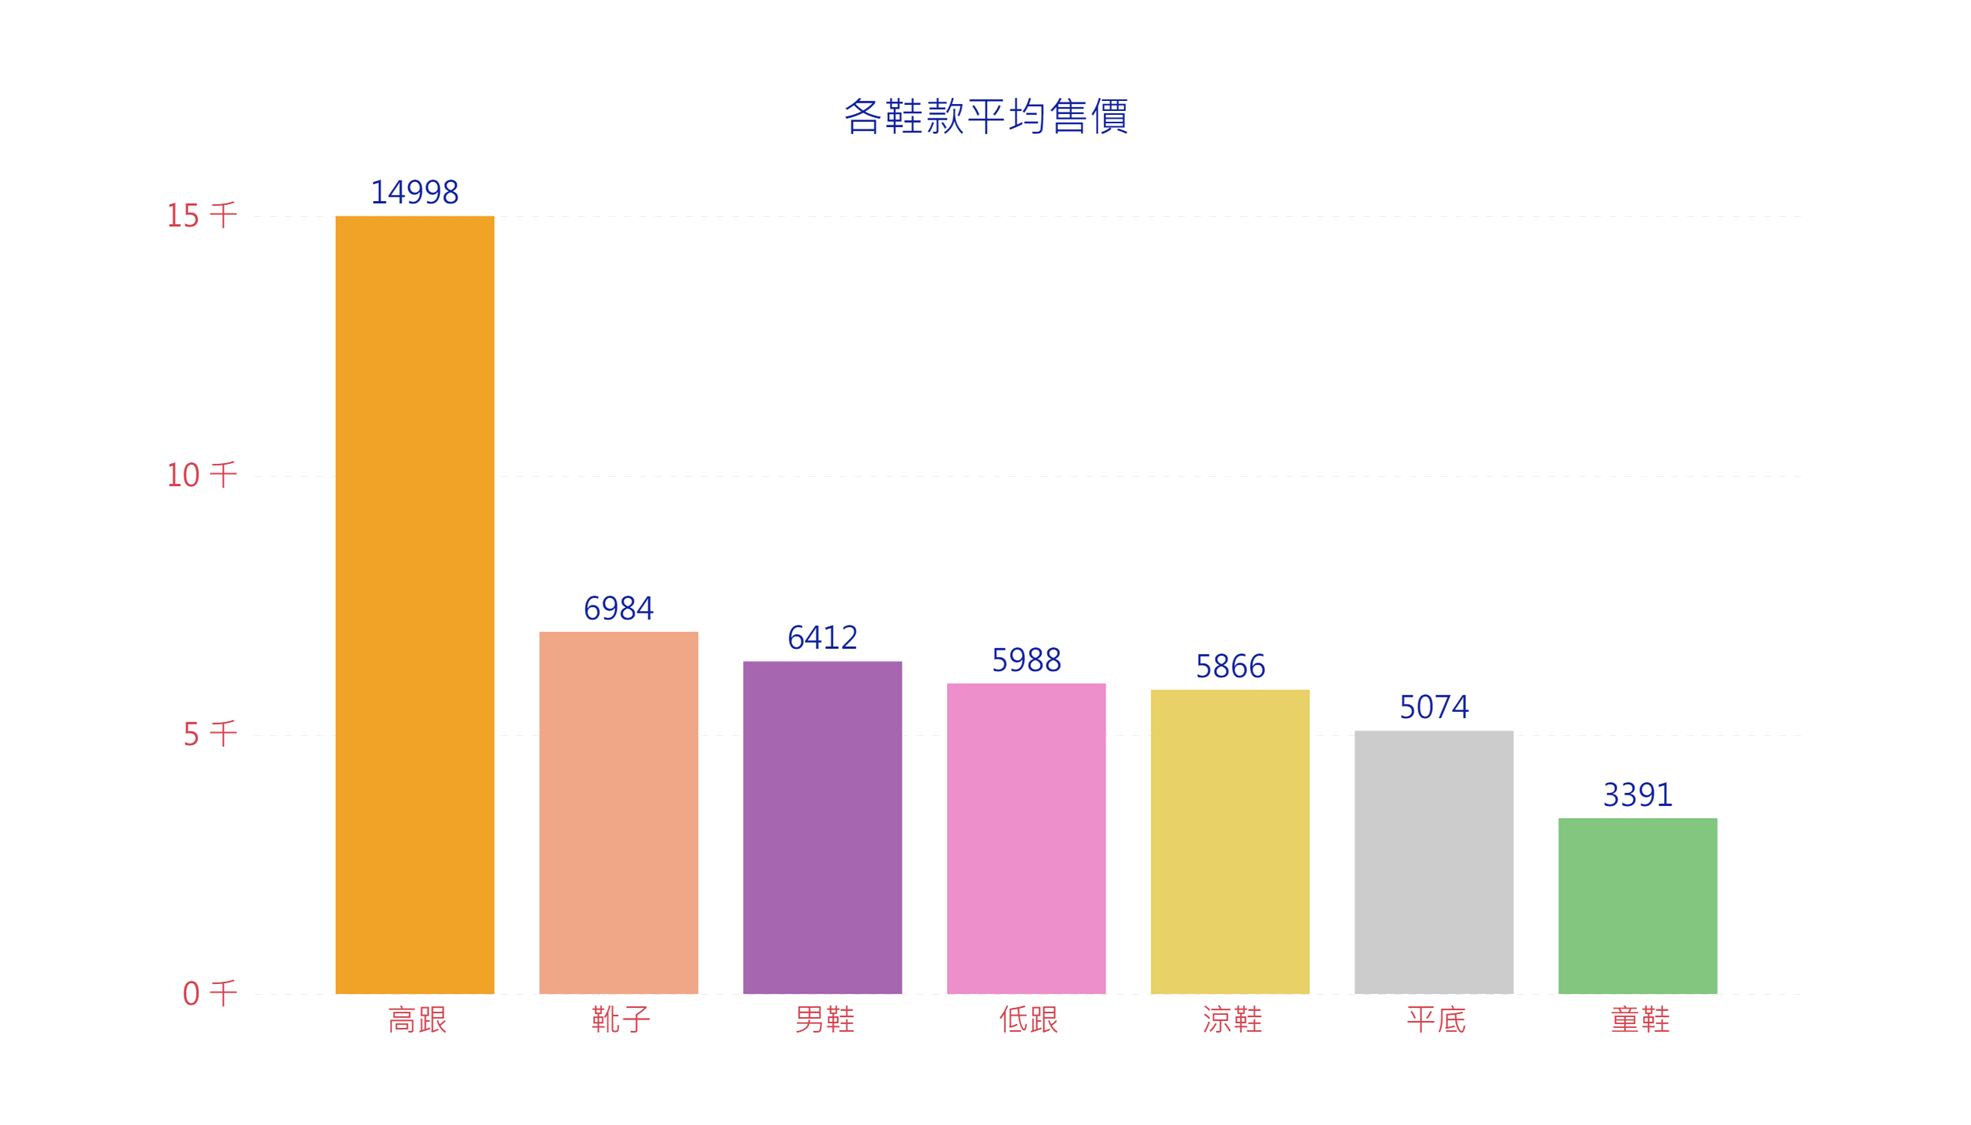 各鞋款平均售價
15 千
10 千
5 千
0 千
14998
6984
6412
5988
5866
5074
3391
高跟
靴子
男鞋
低跟
涼鞋
平底
童鞋